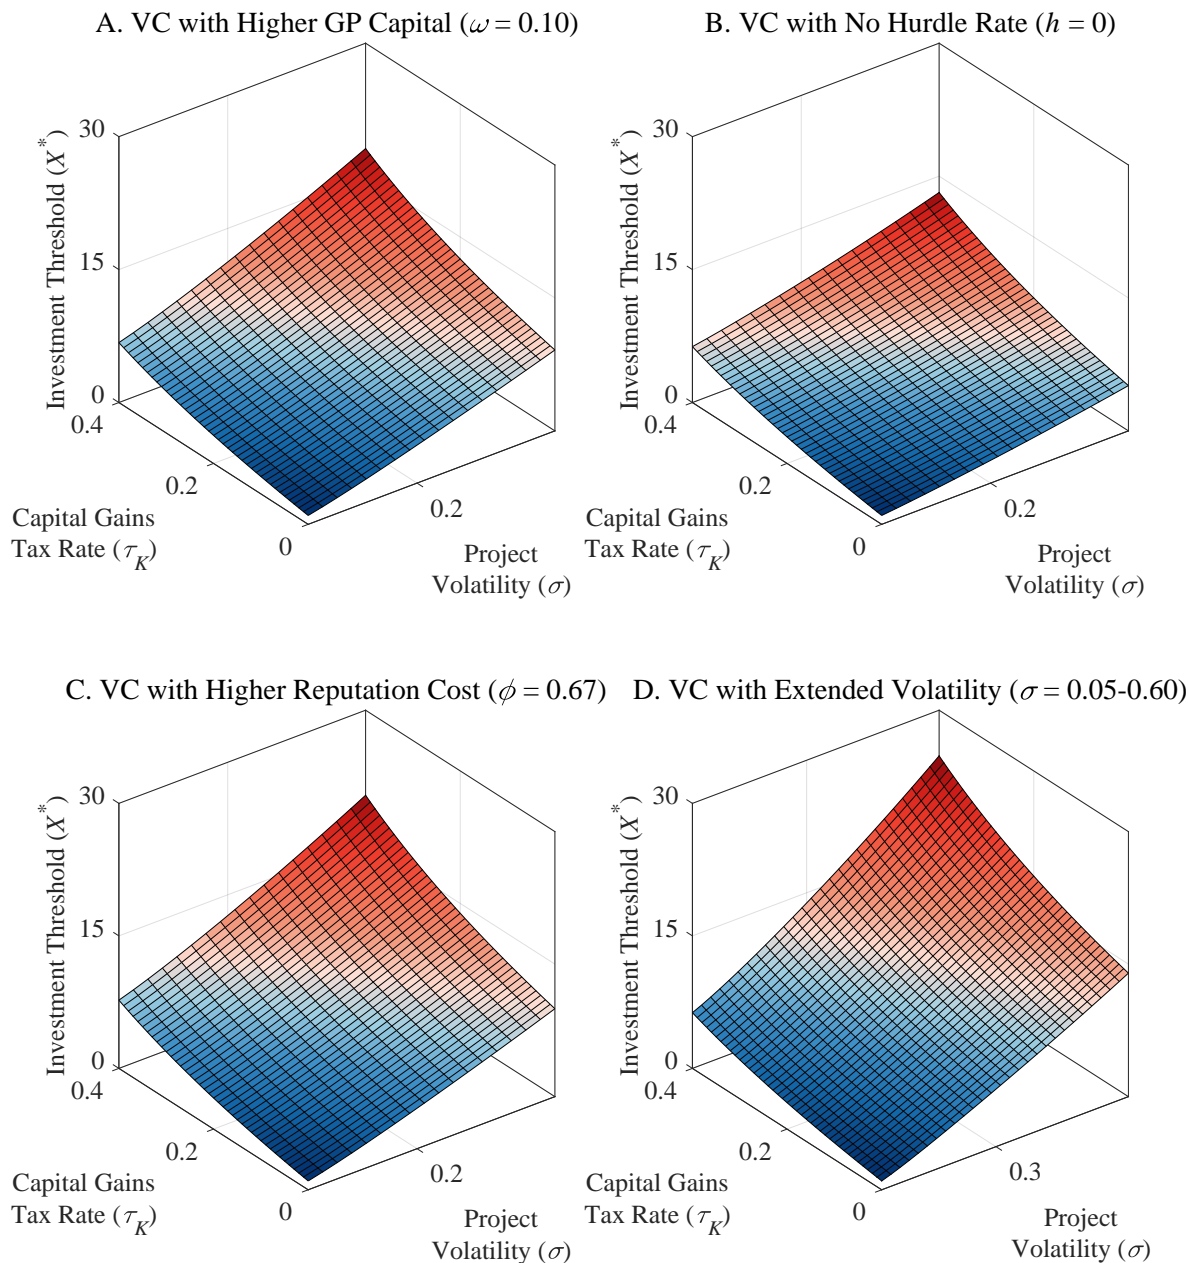 A. VC with Higher GP Capital (ω = 0.10)
30
15
0
Investment Threshold (X*)
0.4
0.2
0
Capital Gains
Tax Rate (τ_K)
0.2
Project
Volatility (σ)
B. VC with No Hurdle Rate (h = 0)
30
15
0
Investment Threshold (X*)
0.4
0.2
0
Capital Gains
Tax Rate (τ_K)
0.2
Project
Volatility (σ)
C. VC with Higher Reputation Cost (ϕ = 0.67)
30
15
0
Investment Threshold (X*)
0.4
0.2
0
Capital Gains
Tax Rate (τ_K)
0.2
Project
Volatility (σ)
D. VC with Extended Volatility (σ = 0.05-0.60)
30
15
0
Investment Threshold (X*)
0.4
0.2
0
Capital Gains
Tax Rate (τ_K)
0.3
Project
Volatility (σ)